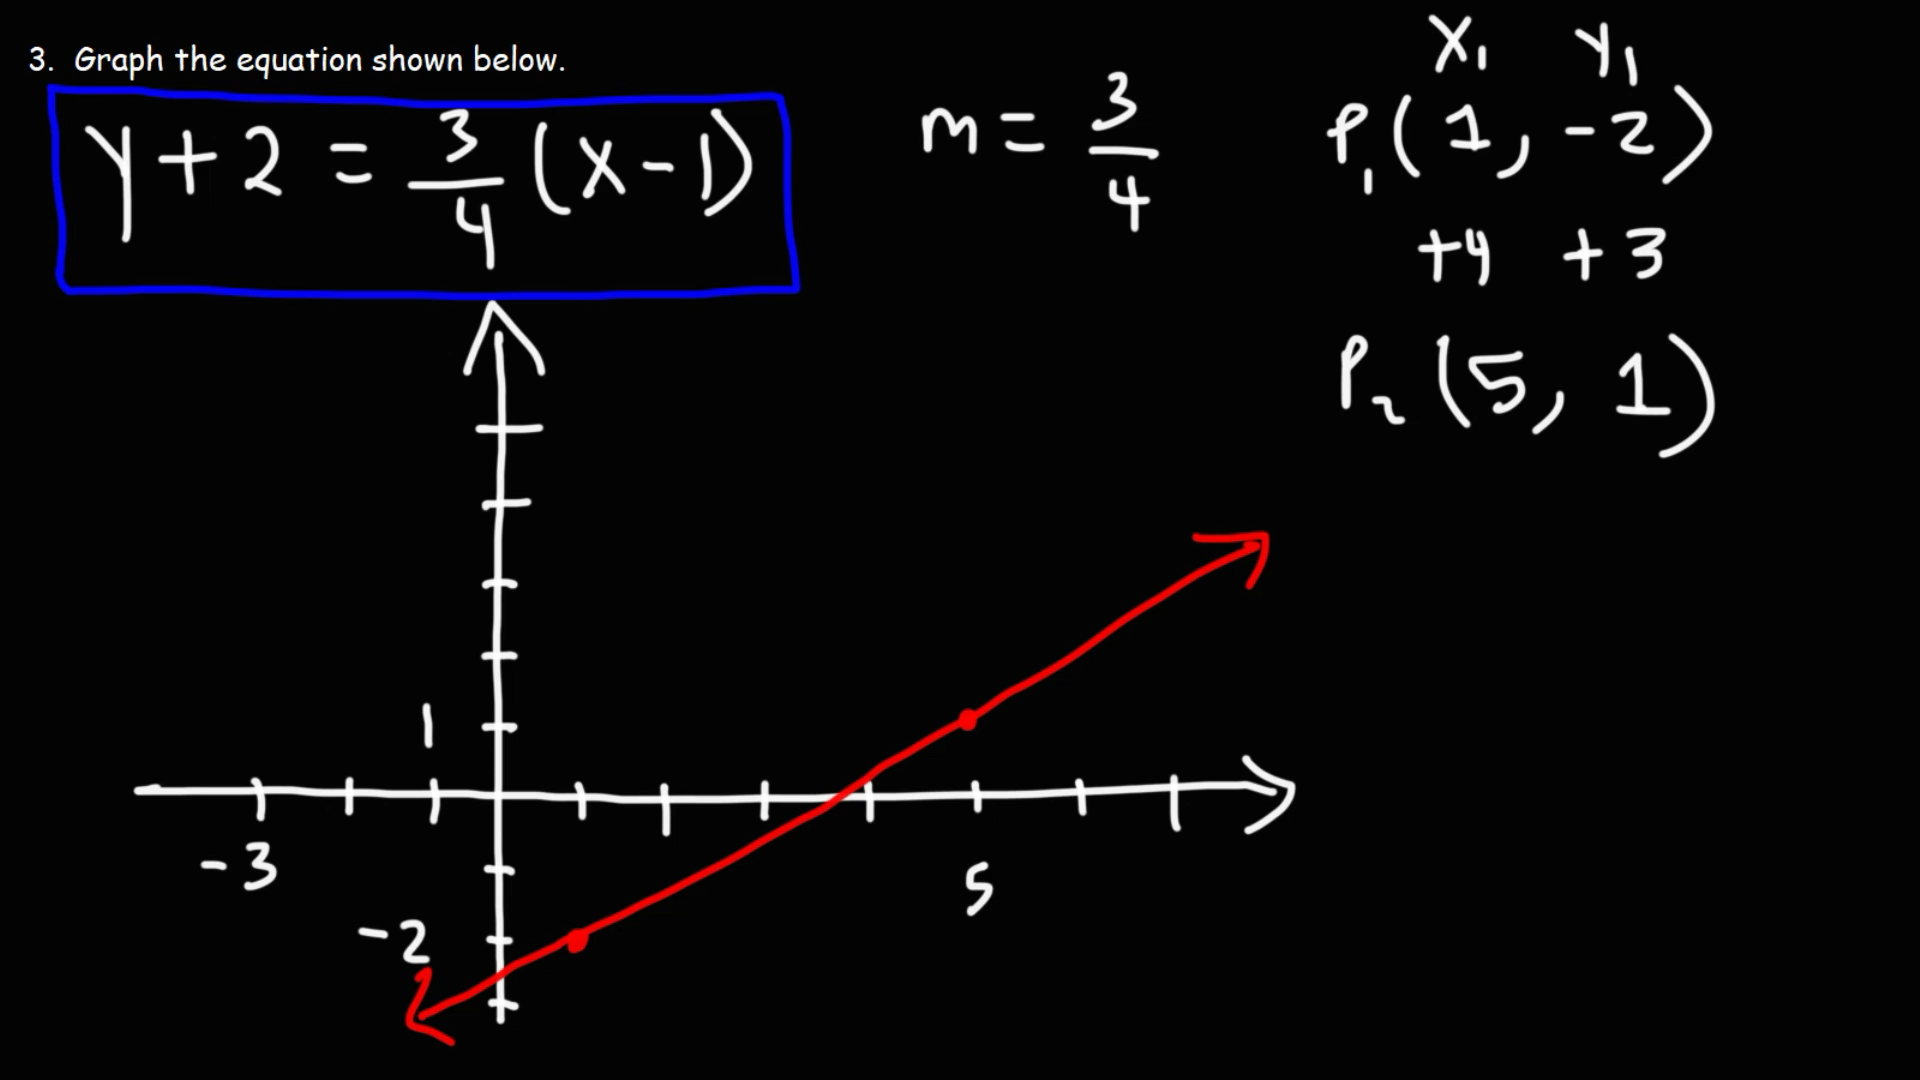 3. Graph the equation shown below.
y + 2 = 3/4 (x - 1)
m = 3/4
x₁ y₁
P₁ (1, -2)
+4 +3
P₂ (5, 1)
1
-3
5
-2